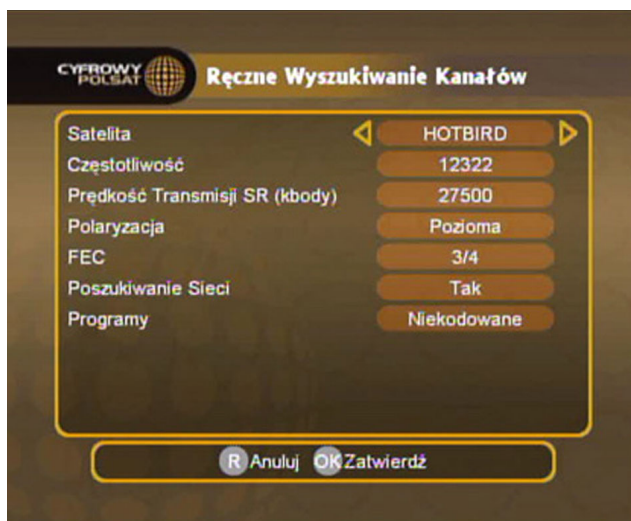 CYFROWY POLSAT
Ręczne Wyszukiwanie Kanałów
Satelita HOTBIRD
Częstotliwość 12322
Prędkość Transmisji SR (kbody) 27500
Polaryzacja Pozioma
FEC 3/4
Poszukiwanie Sieci Tak
Programy Niekodowane
R Anuluj OK Zatwierdź